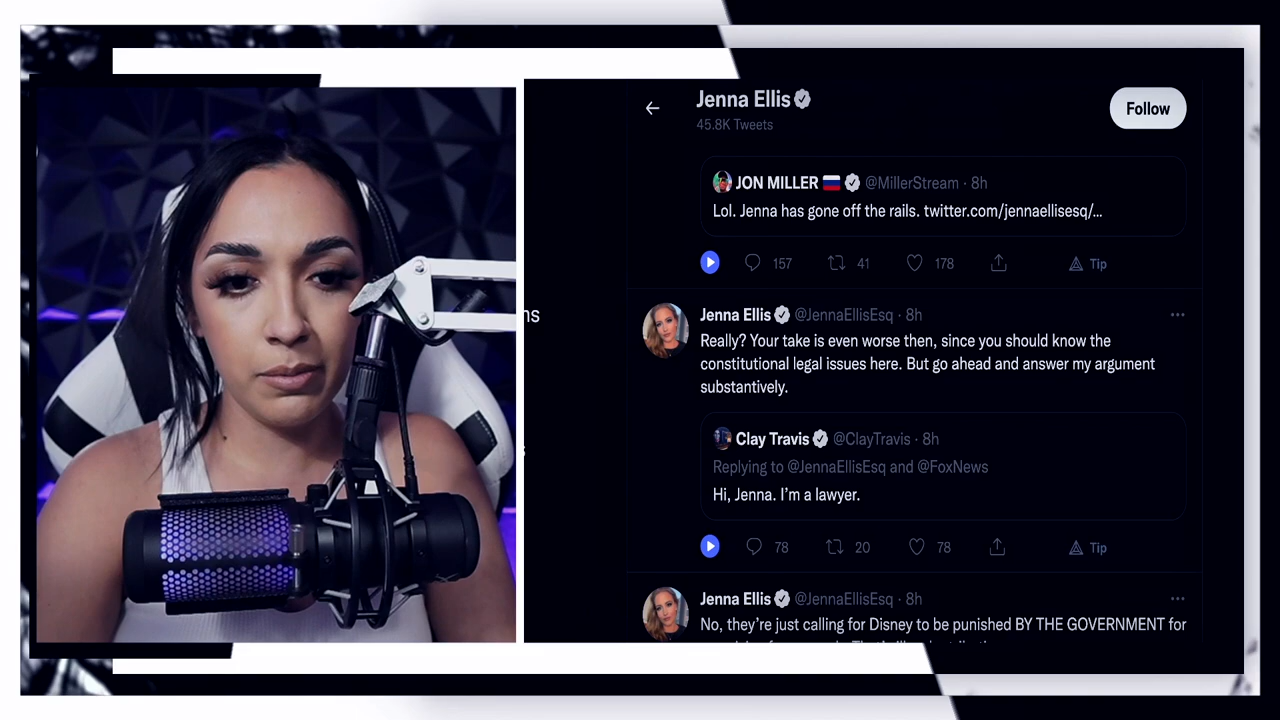 Jenna Ellis
45.8K Tweets
Follow
JON MILLER @MillerStream · 8h
Lol. Jenna has gone off the rails. twitter.com/jennaellisesq/...
157 41 178 Tip
Jenna Ellis @JennaEllisEsq · 8h
Really? Your take is even worse then, since you should know the
constitutional legal issues here. But go ahead and answer my argument
substantively.
Clay Travis @ClayTravis · 8h
Replying to @JennaEllisEsq and @FoxNews
Hi, Jenna. I'm a lawyer.
78 20 78 Tip
Jenna Ellis @JennaEllisEsq · 8h
No, they're just calling for Disney to be punished BY THE GOVERNMENT for